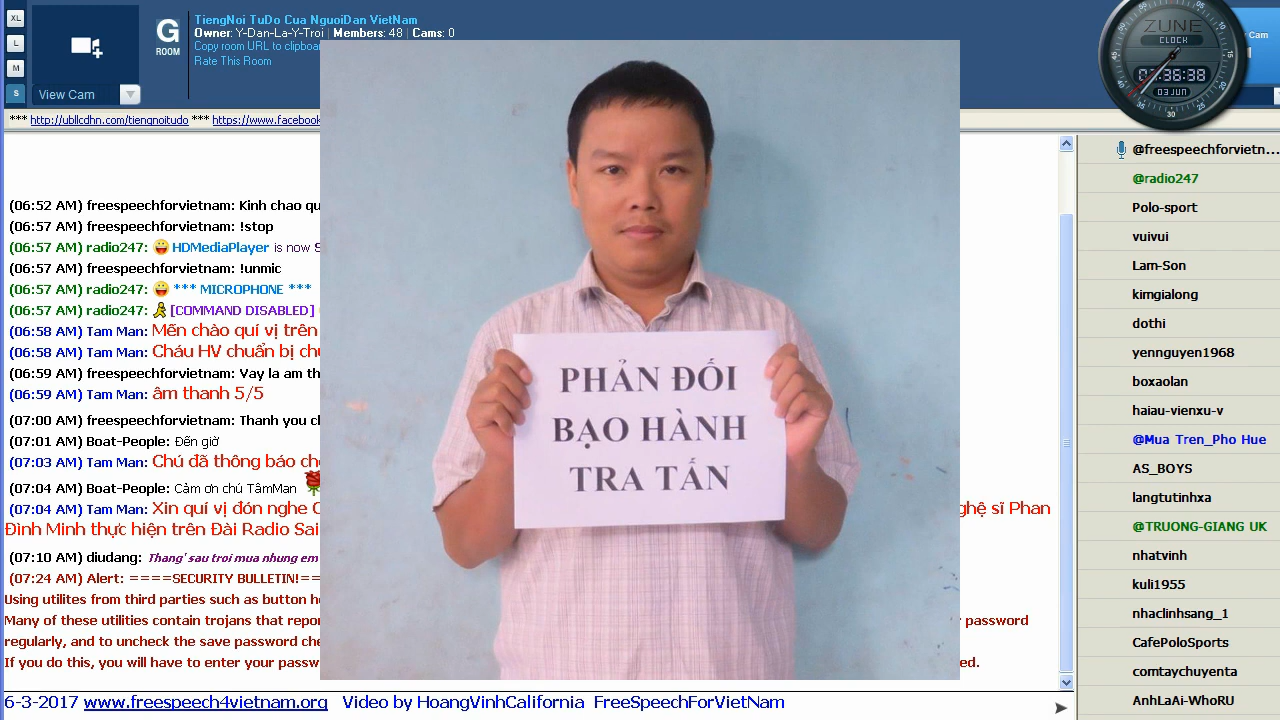 XL
L
M
S
View Cam
G
ROOM
TiengNoi TuDo Cua NguoiDan VietNam
Owner: Y-Dan-La-Y-Troi | Members: 48 | Cams: 0
Copy room URL to clipboar
Rate This Room
ZUNE
CLOCK
03 JUN
Cam
*** http://ubllcdhn.com/tiengnoitudo *** https://www.facebook
(06:52 AM) freespeechforvietnam: Kinh chao qu
(06:57 AM) freespeechforvietnam: !stop
(06:57 AM) radio247: HDMediaPlayer is now S
(06:57 AM) freespeechforvietnam: !unmic
(06:57 AM) radio247: *** MICROPHONE ***
(06:57 AM) radio247: [COMMAND DISABLED]
(06:58 AM) Tam Man: Mến chào quí vị trên
(06:58 AM) Tam Man: Cháu HV chuẩn bị chu
(06:59 AM) freespeechforvietnam: Vay la am th
(06:59 AM) Tam Man: âm thanh 5/5
(07:00 AM) freespeechforvietnam: Thank you ch
(07:01 AM) Boat-People: Đến giờ
(07:03 AM) Tam Man: Chú đã thông báo cho
(07:04 AM) Boat-People: Cảm ơn chú TâmMan
(07:04 AM) Tam Man: Xin quí vị đón nghe C
ghệ sĩ Phan
Đình Minh thực hiện trên Đài Radio Sai
(07:10 AM) diudang: Thang' sau troi mua nhung em
(07:24 AM) Alert: ====SECURITY BULLETIN!==
Using utilites from third parties such as button h
Many of these utilities contain trojans that repor
r password
regularly, and to uncheck the save password che
If you do this, you will have to enter your passw
ed.
PHẢN ĐỐI
BẠO HÀNH
TRA TẤN
@freespeechforvietn...
@radio247
Polo-sport
vuivui
Lam-Son
kimgialong
dothi
yennguyen1968
boxaolan
haiau-vienxu-v
@Mua Tren_Pho Hue
AS_BOYS
langtutinhxa
@TRUONG-GIANG UK
nhatvinh
kuli1955
nhaclinhsang_1
CafePoloSports
comtaychuyenta
AnhLaAi-WhoRU
6-3-2017 www.freespeech4vietnam.org Video by HoangVinhCalifornia FreeSpeechForVietNam